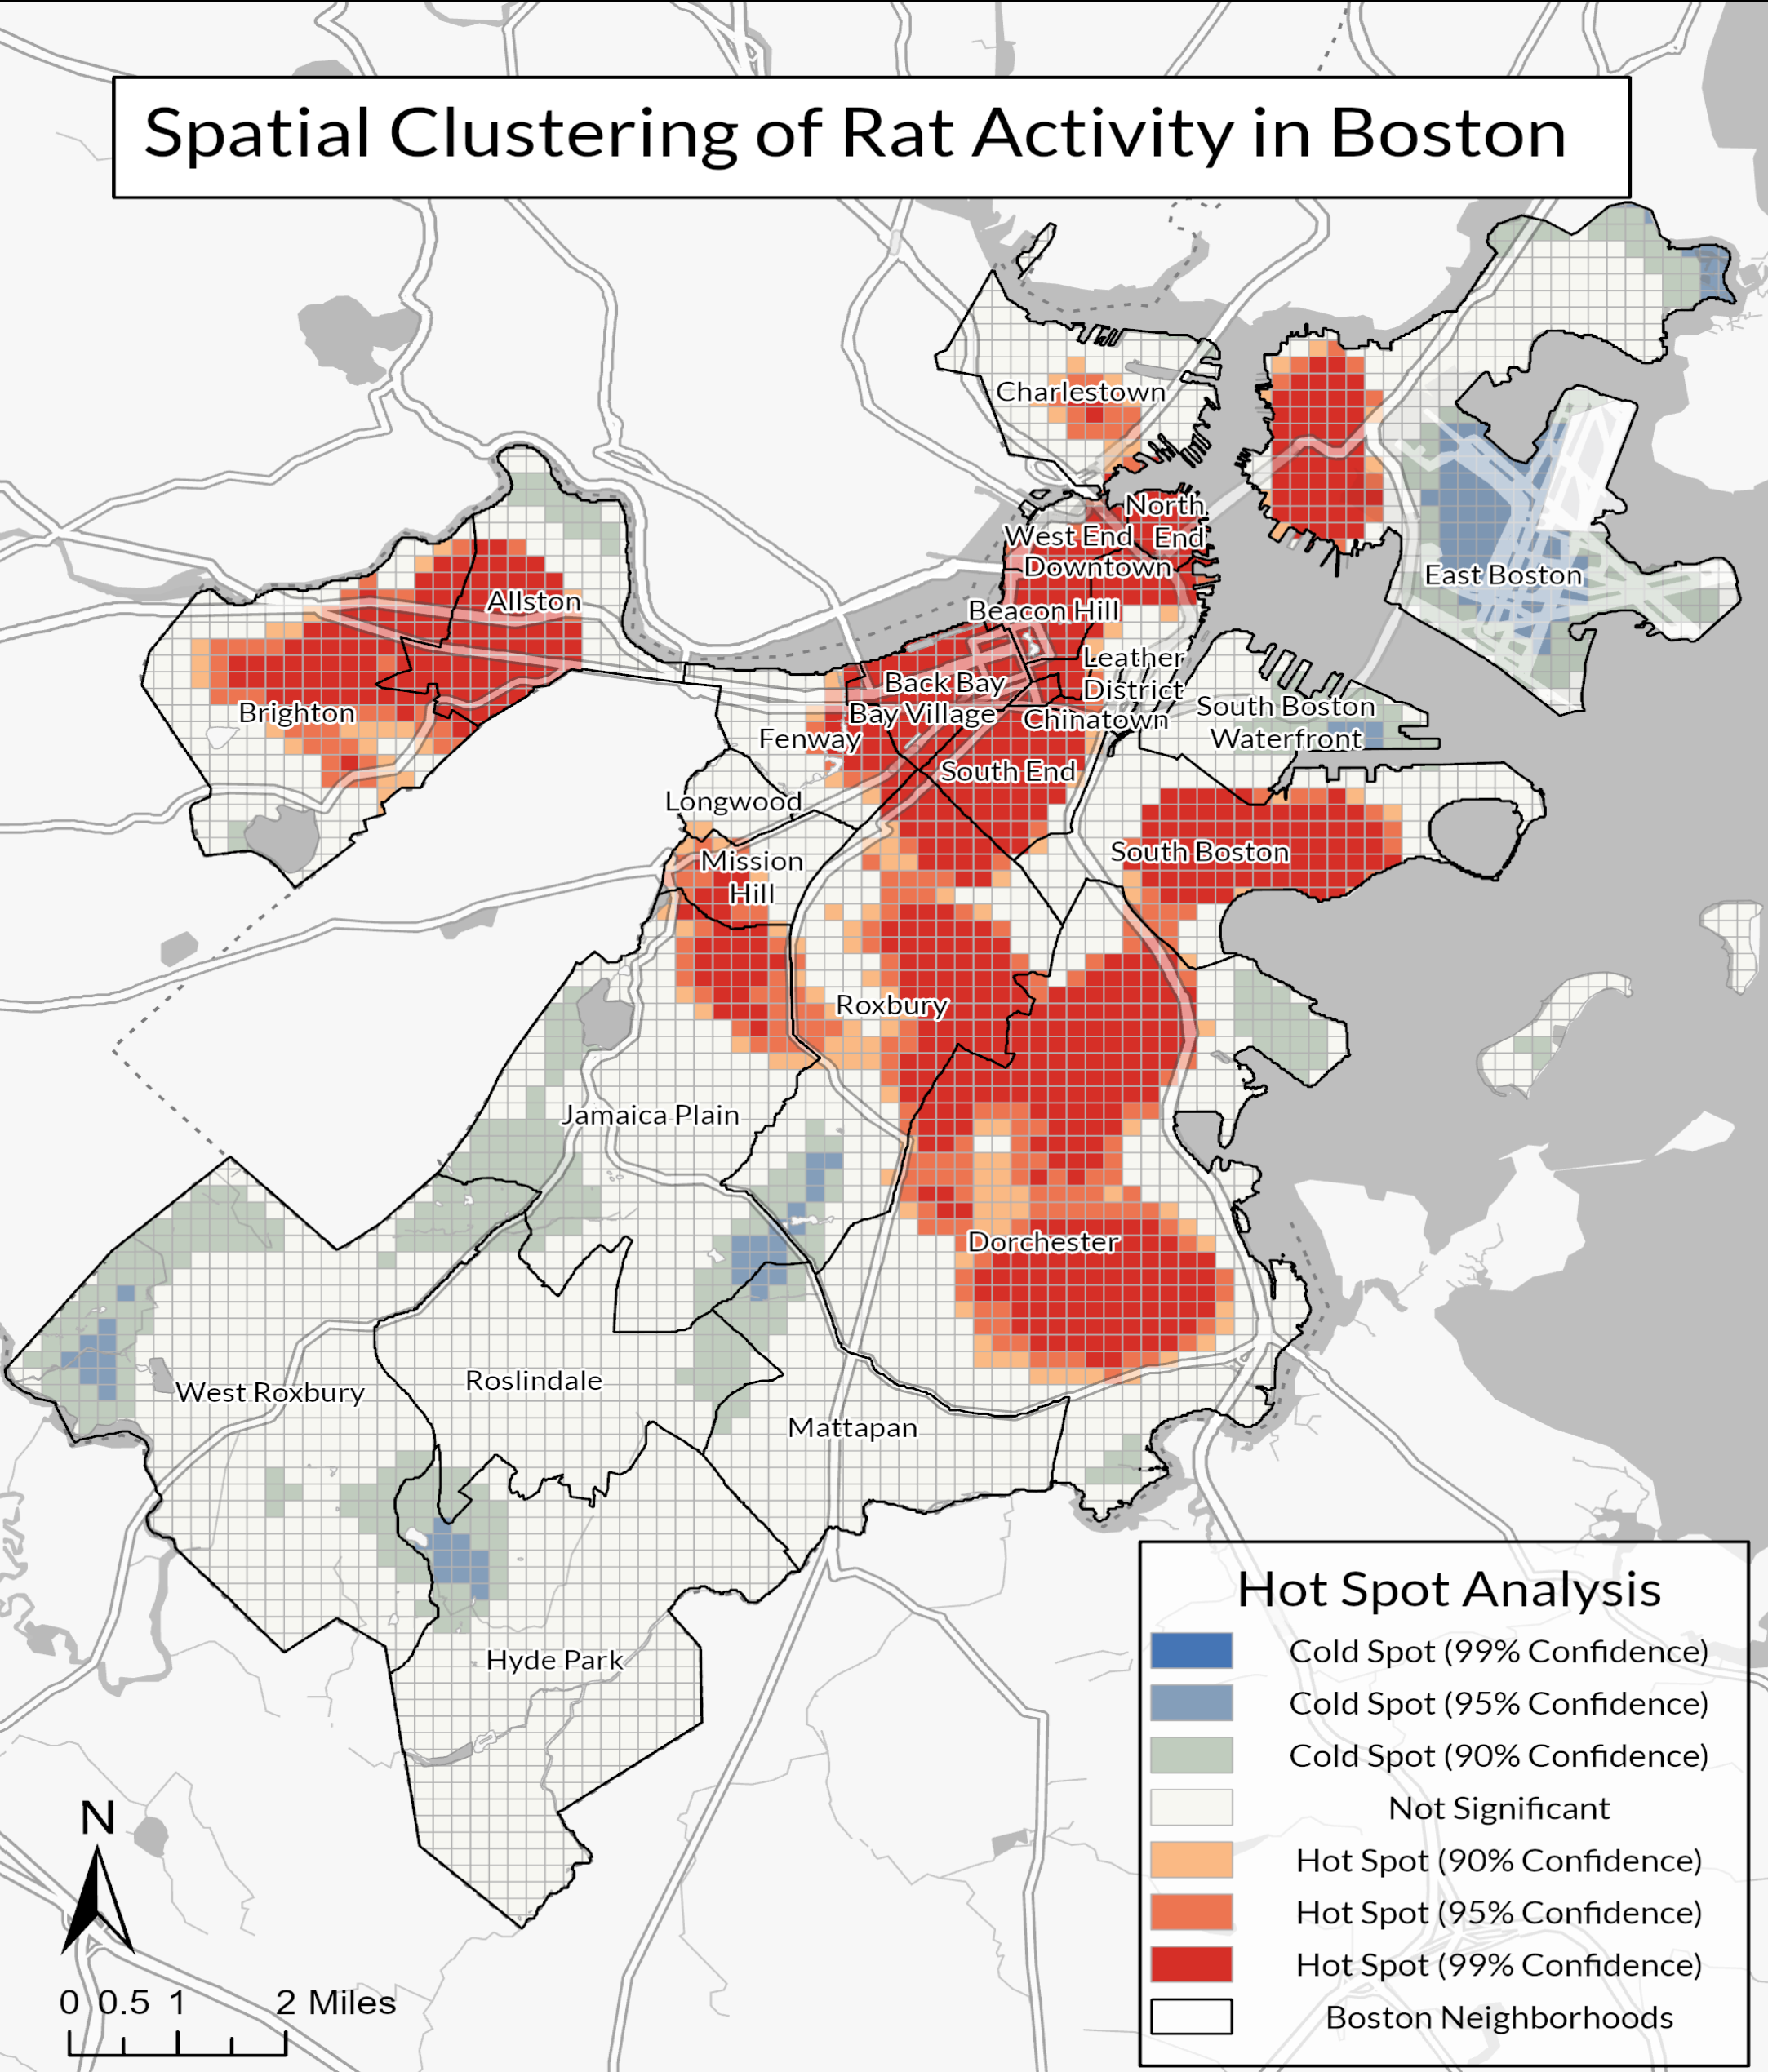 Spatial Clustering of Rat Activity in Boston
Charlestown
North
End
West End
Downtown
East Boston
Allston
Beacon Hill
Leather
District
Back Bay
Brighton
Bay Village
Chinatown
South Boston
Waterfront
Fenway
South End
Longwood
South Boston
Mission
Hill
Roxbury
Jamaica Plain
Dorchester
West Roxbury
Roslindale
Mattapan
Hyde Park
Hot Spot Analysis
Cold Spot (99% Confidence)
Cold Spot (95% Confidence)
Cold Spot (90% Confidence)
Not Significant
Hot Spot (90% Confidence)
Hot Spot (95% Confidence)
Hot Spot (99% Confidence)
Boston Neighborhoods
N
0 0.5 1 2 Miles